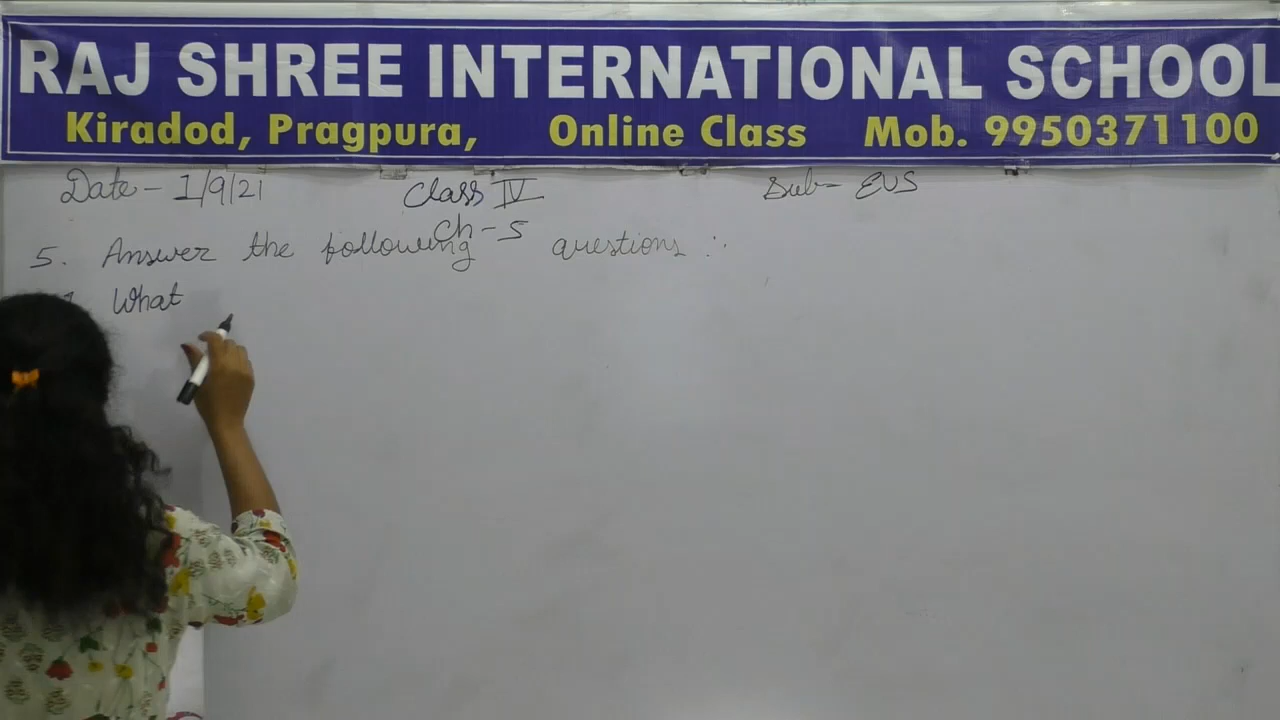 RAJ SHREE INTERNATIONAL SCHOOL
Kiradod, Pragpura, Online Class Mob. 9950371100
Date - 1/9/21 Class IV Sub - EVS
Ch - 5
5. Answer the following questions :.
What